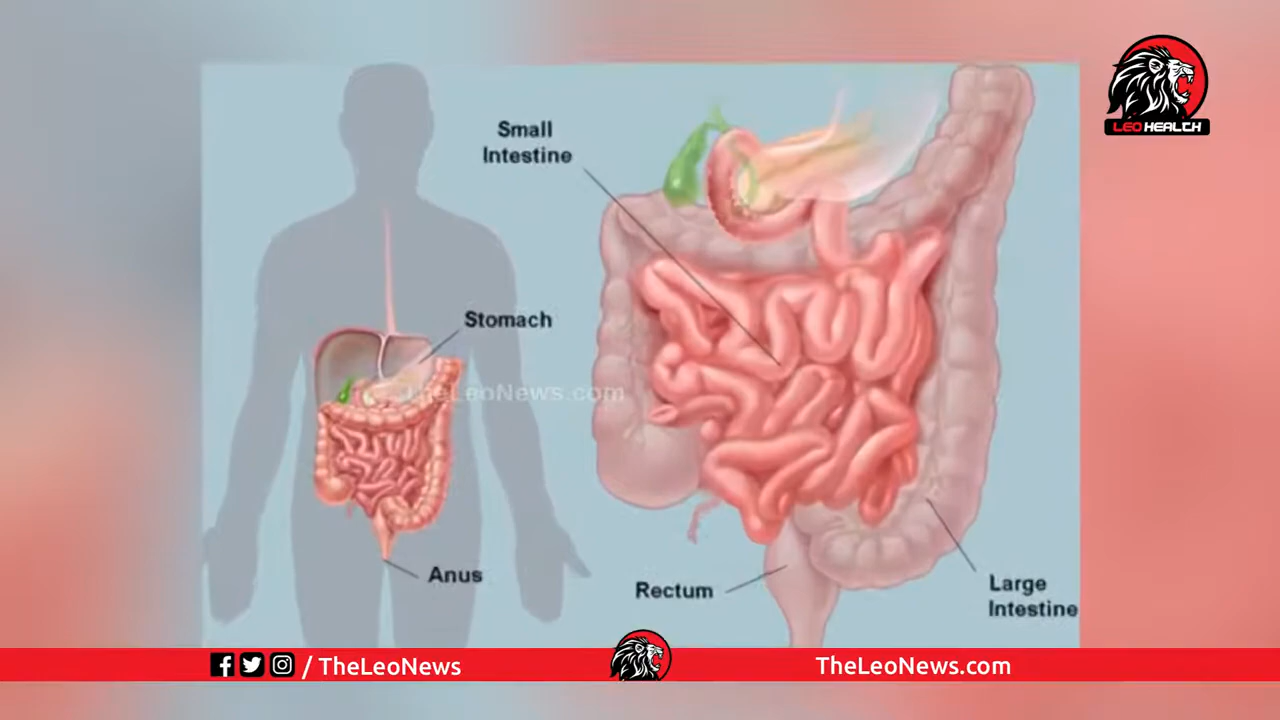 LEO HEALTH
Small
Intestine
Stomach
TheLeoNews.com
Anus
Rectum
Large
Intestine
/ TheLeoNews
TheLeoNews.com